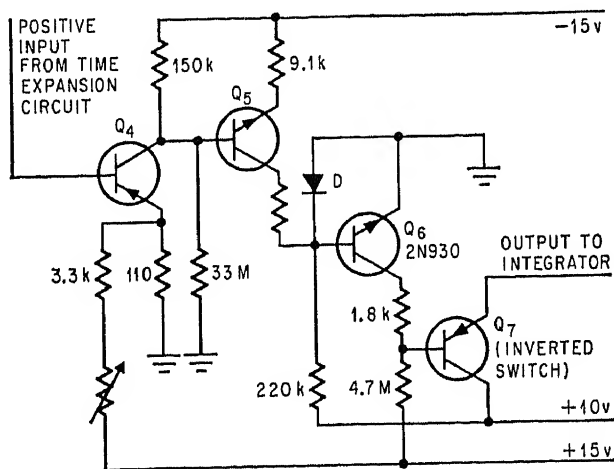 POSITIVE
INPUT
FROM TIME
EXPANSION
CIRCUIT
−15v
150k
9.1k
Q5
Q4
D
Q6
2N930
3.3k
110
33M
OUTPUT TO
INTEGRATOR
1.8k
Q7
(INVERTED
SWITCH)
220k
4.7M
+10v
+15v